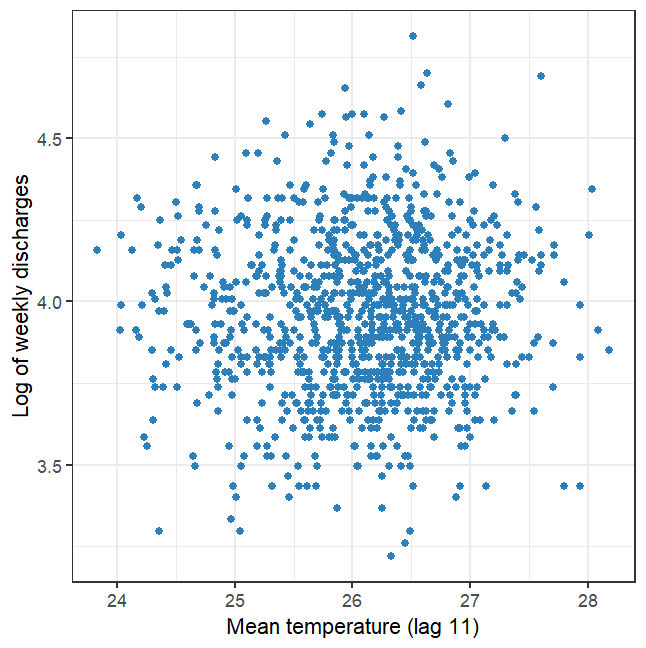 4.5
4.0
3.5
24 25 26 27 28
Mean temperature (lag 11)
Log of weekly discharges